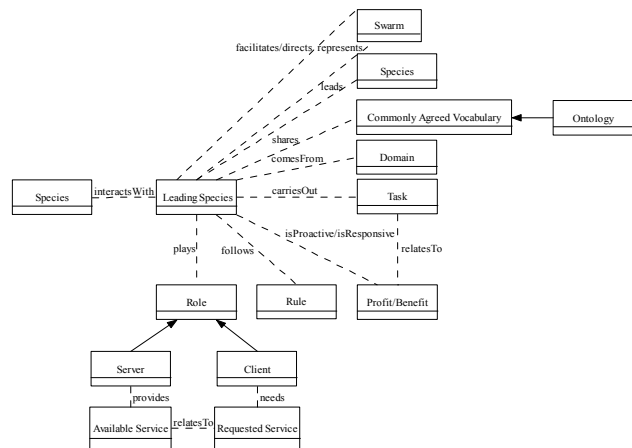 Swarm
facilitates/directs represents
Species
leads
Commonly Agreed Vocabulary
Ontology
shares
comesFrom
Domain
Species
interactsWith
Leading Species
carriesOut
Task
isProactive/isResponsive
plays
follows
relatesTo
Role
Rule
Profit/Benefit
Server
Client
provides
needs
Available Service
relatesTo
Requested Service